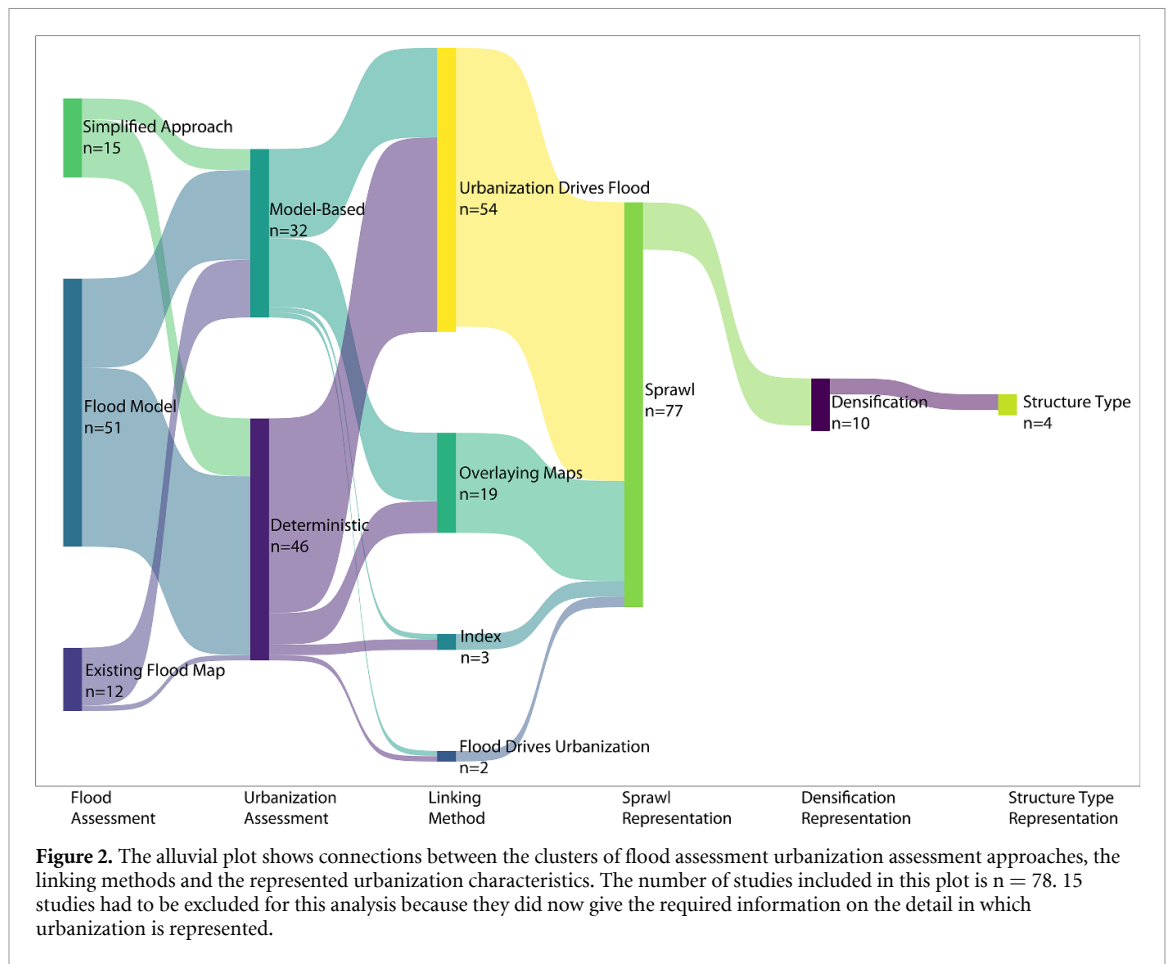 Simplified Approach
n=15
Flood Model
n=51
Existing Flood Map
n=12
Model-Based
n=32
Deterministic
n=46
Urbanization Drives Flood
n=54
Overlaying Maps
n=19
Index
n=3
Flood Drives Urbanization
n=2
Sprawl
n=77
Densification
n=10
Structure Type
n=4
Flood
Assessment
Urbanization
Assessment
Linking
Method
Sprawl
Representation
Densification
Representation
Structure Type
Representation
Figure 2. The alluvial plot shows connections between the clusters of flood assessment urbanization assessment approaches, the
linking methods and the represented urbanization characteristics. The number of studies included in this plot is n = 78. 15
studies had to be excluded for this analysis because they did now give the required information on the detail in which
urbanization is represented.